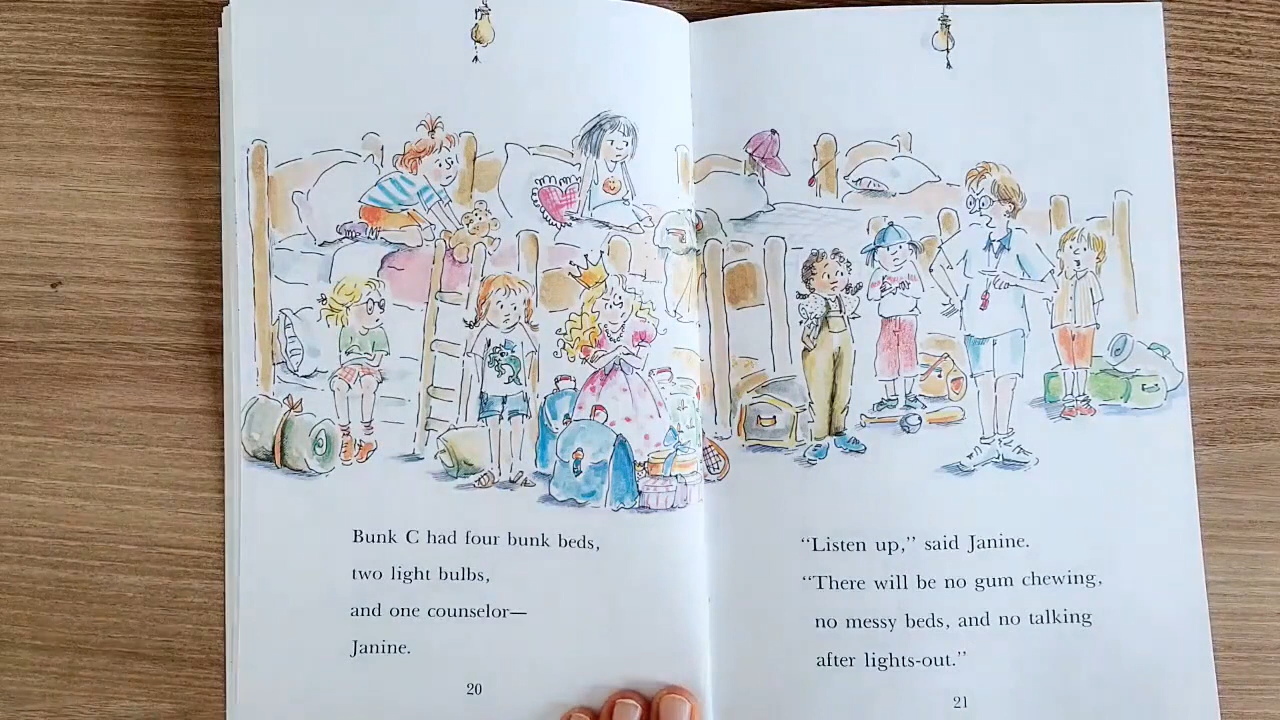 Bunk C had four bunk beds,
two light bulbs,
and one counselor—
Janine.
20
“Listen up,” said Janine.
“There will be no gum chewing,
no messy beds, and no talking
after lights-out.”
21